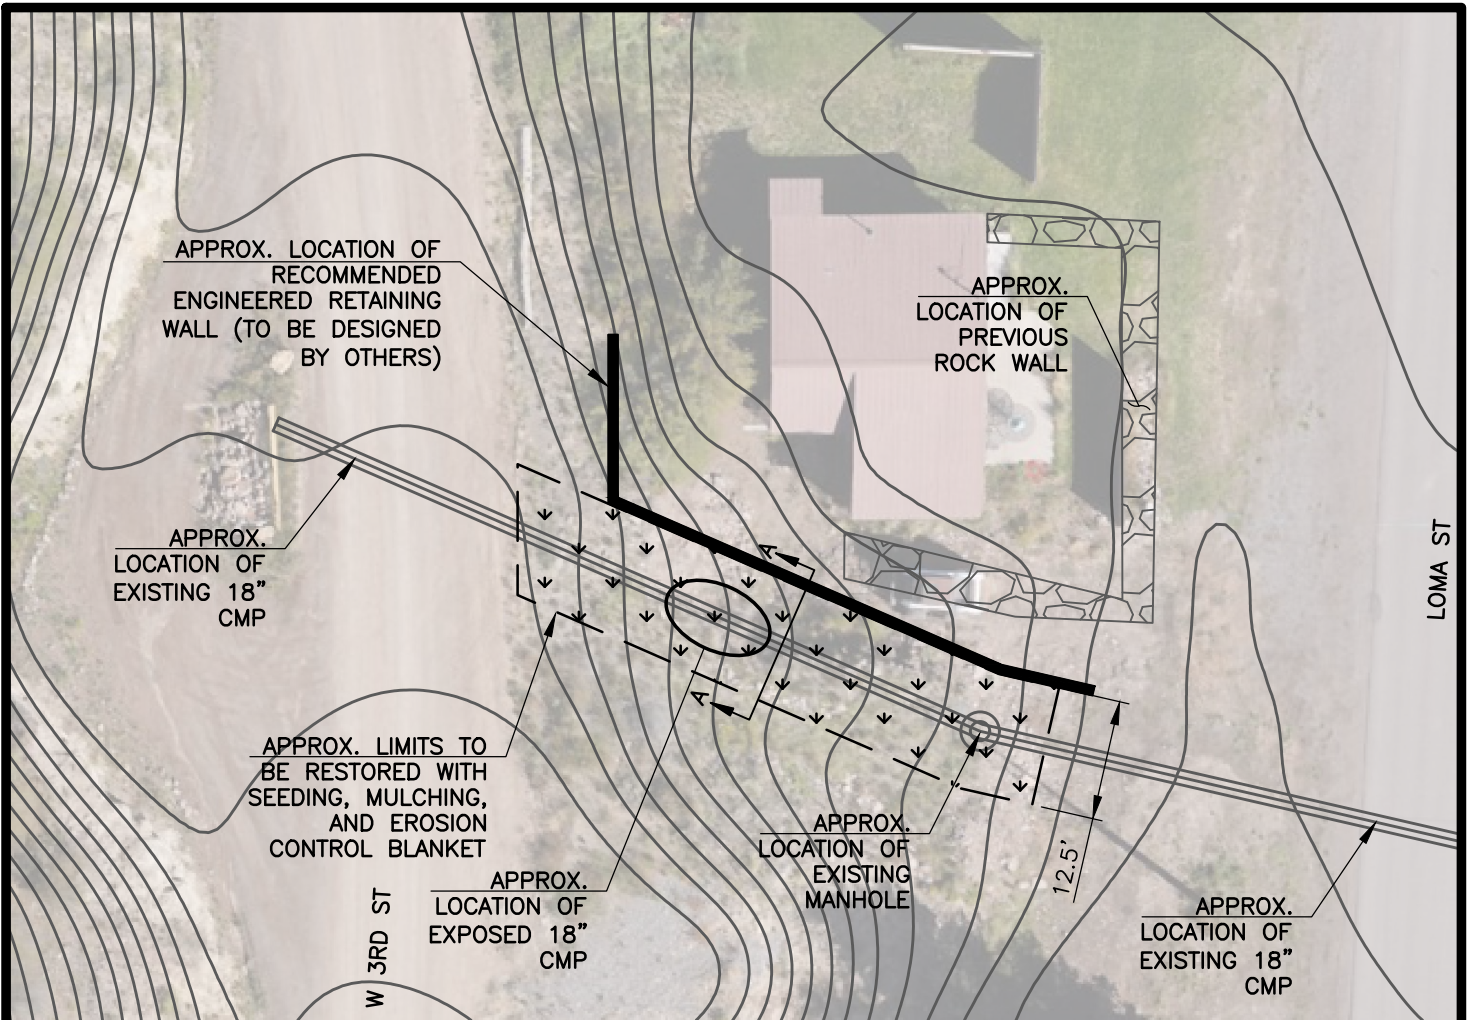 APPROX. LOCATION OF
RECOMMENDED
ENGINEERED RETAINING
WALL (TO BE DESIGNED
BY OTHERS)
APPROX.
LOCATION OF
PREVIOUS
ROCK WALL
APPROX.
LOCATION OF
EXISTING 18"
CMP
A
A
LOMA ST
APPROX. LIMITS TO
BE RESTORED WITH
SEEDING, MULCHING,
AND EROSION
CONTROL BLANKET
APPROX.
LOCATION OF
EXISTING
MANHOLE
12.5'
APPROX.
LOCATION OF
EXPOSED 18"
CMP
W 3RD ST
APPROX.
LOCATION OF
EXISTING 18"
CMP